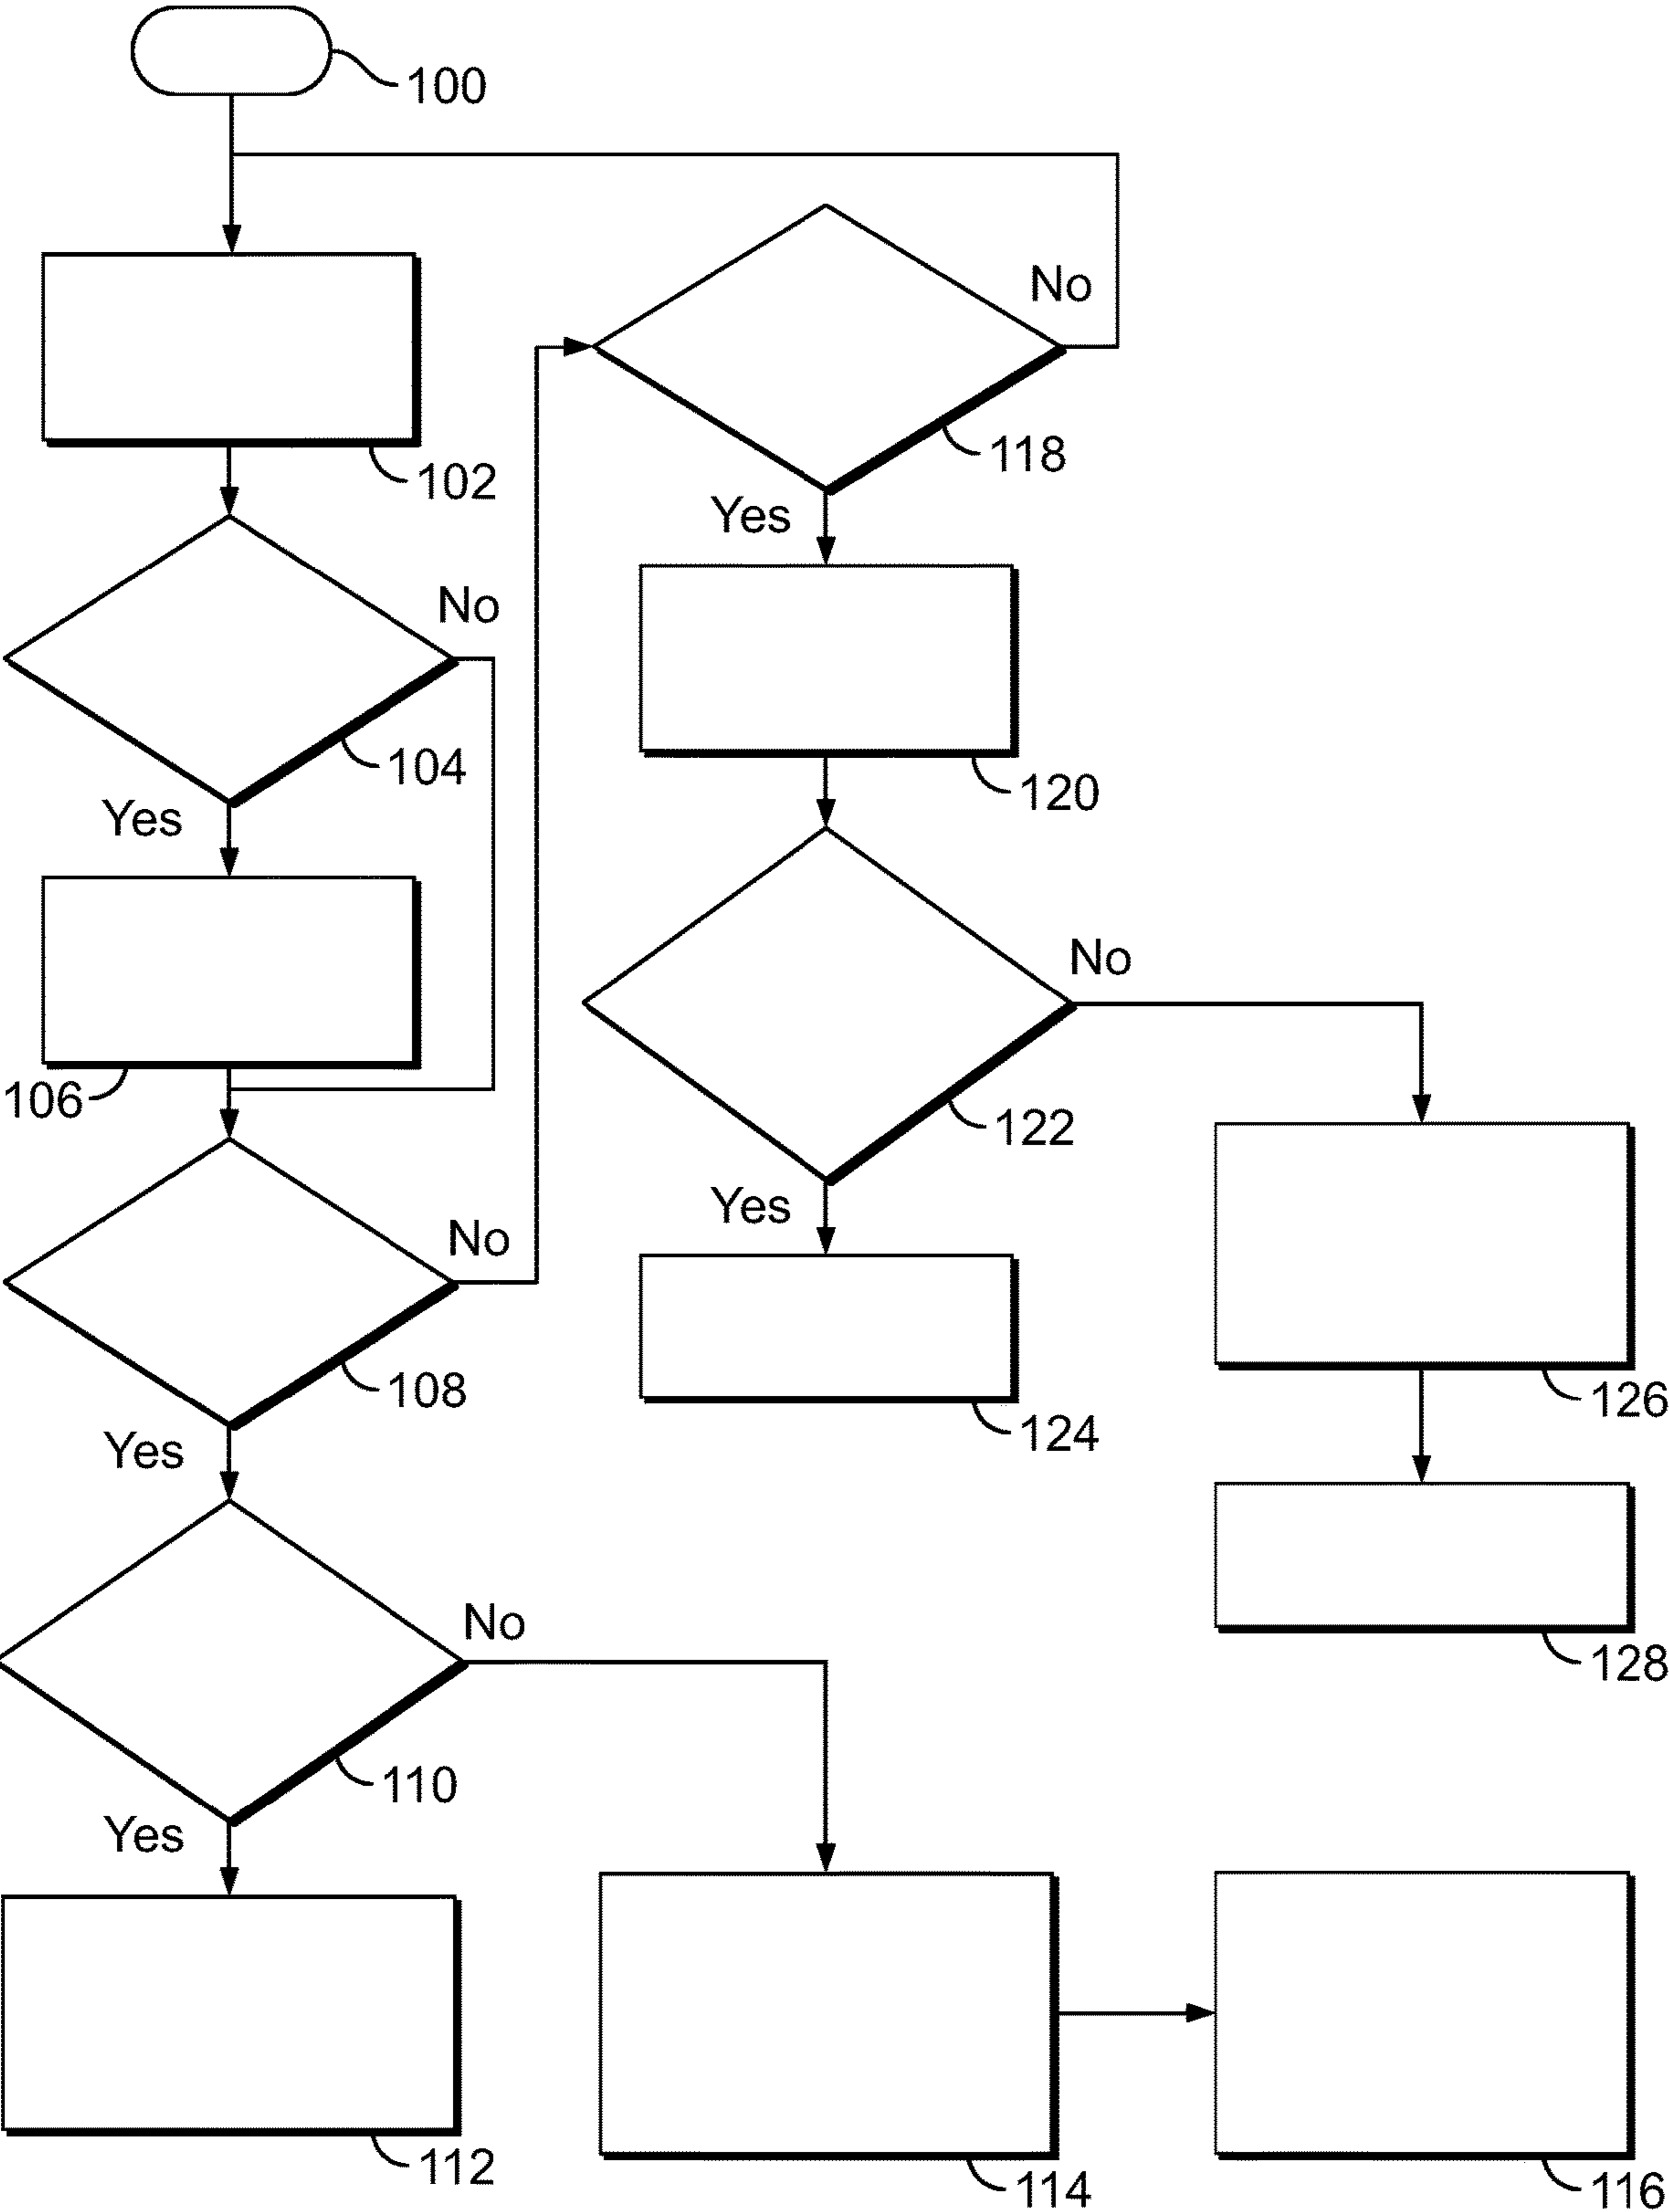 100
102
No
104
Yes
106
No
108
Yes
No
110
Yes
112
114
116
No
118
Yes
120
No
122
Yes
124
126
128